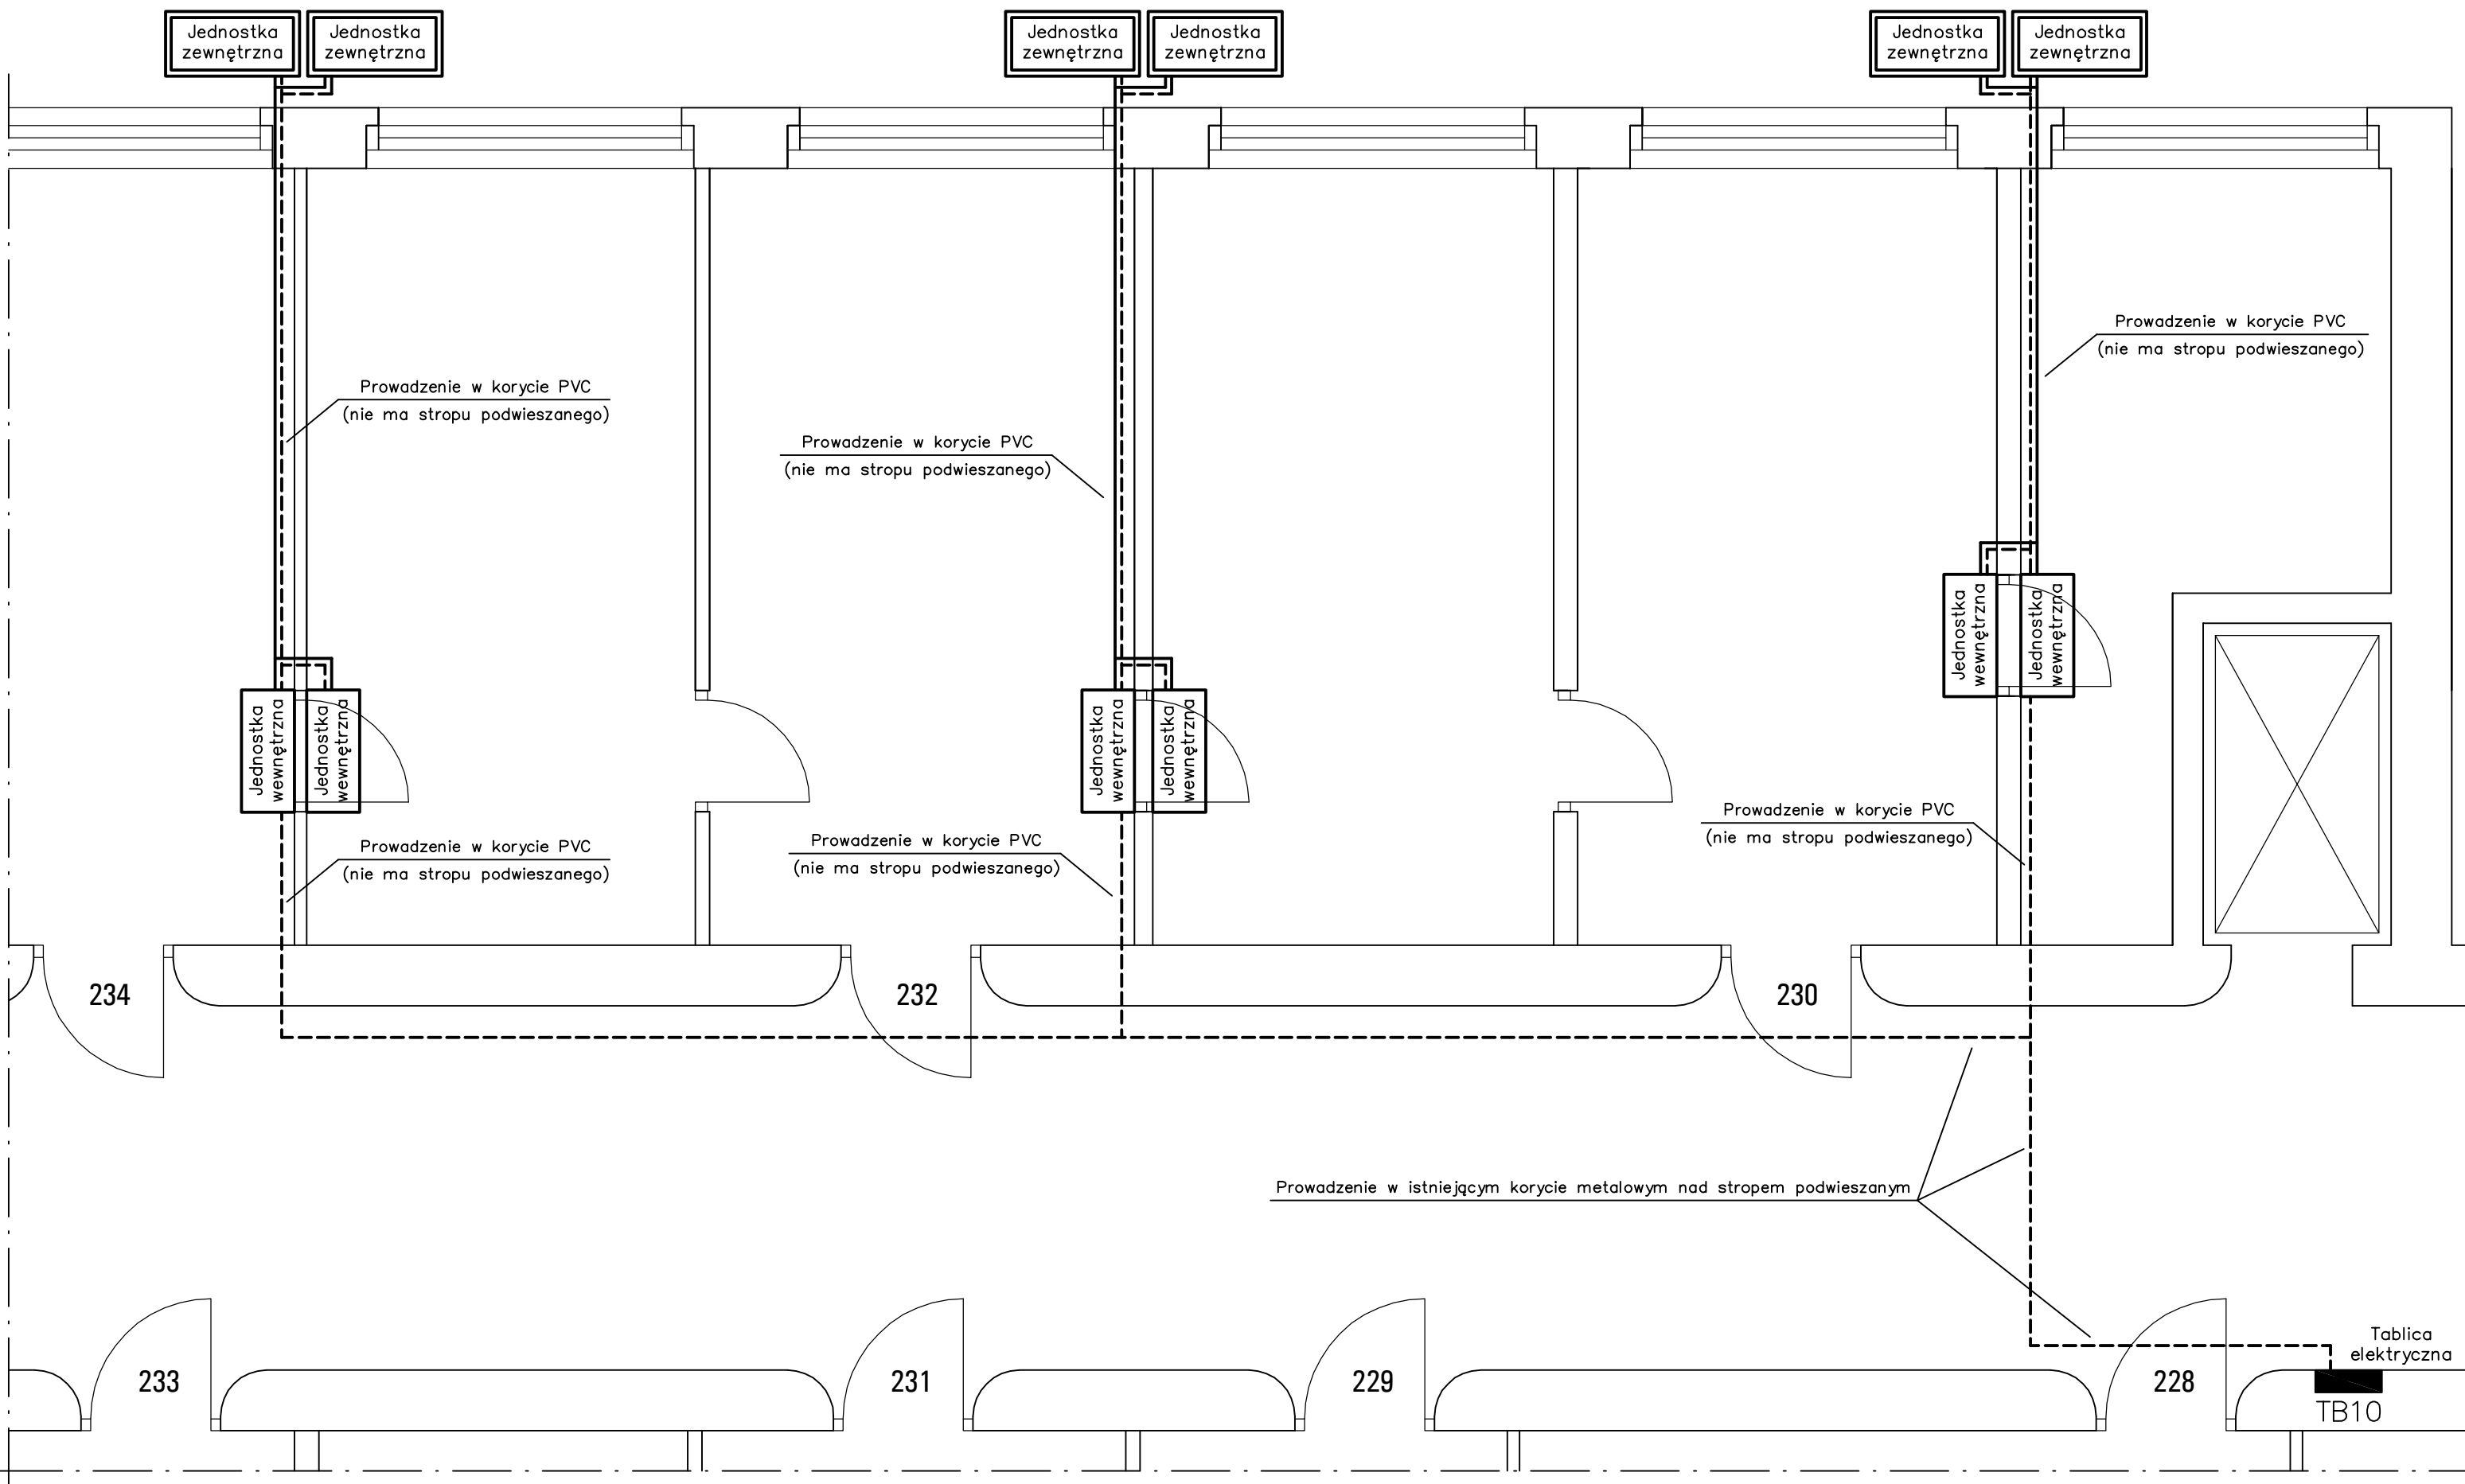 Jednostka
zewnętrzna
Jednostka
zewnętrzna
Jednostka
zewnętrzna
Jednostka
zewnętrzna
Jednostka
zewnętrzna
Jednostka
zewnętrzna
Prowadzenie w korycie PVC
(nie ma stropu podwieszanego)
Prowadzenie w korycie PVC
(nie ma stropu podwieszanego)
Prowadzenie w korycie PVC
(nie ma stropu podwieszanego)
Jednostka
wewnętrzna
Jednostka
wewnętrzna
Jednostka
wewnętrzna
Jednostka
wewnętrzna
Jednostka
wewnętrzna
Jednostka
wewnętrzna
Prowadzenie w korycie PVC
(nie ma stropu podwieszanego)
Prowadzenie w korycie PVC
(nie ma stropu podwieszanego)
Prowadzenie w korycie PVC
(nie ma stropu podwieszanego)
234
232
230
Prowadzenie w istniejącym korycie metalowym nad stropem podwieszanym
233
231
229
228
Tablica
elektryczna
TB10